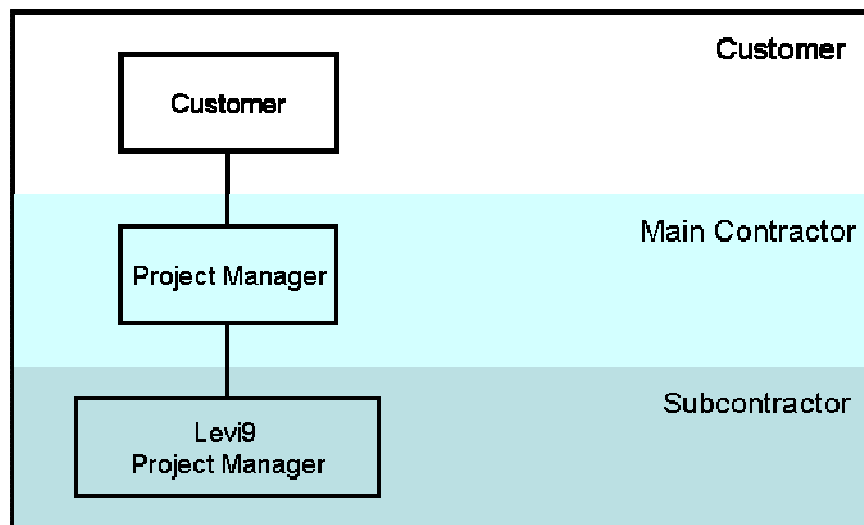 Customer
Customer
Main Contractor
Project Manager
Subcontractor
Levi9
Project Manager